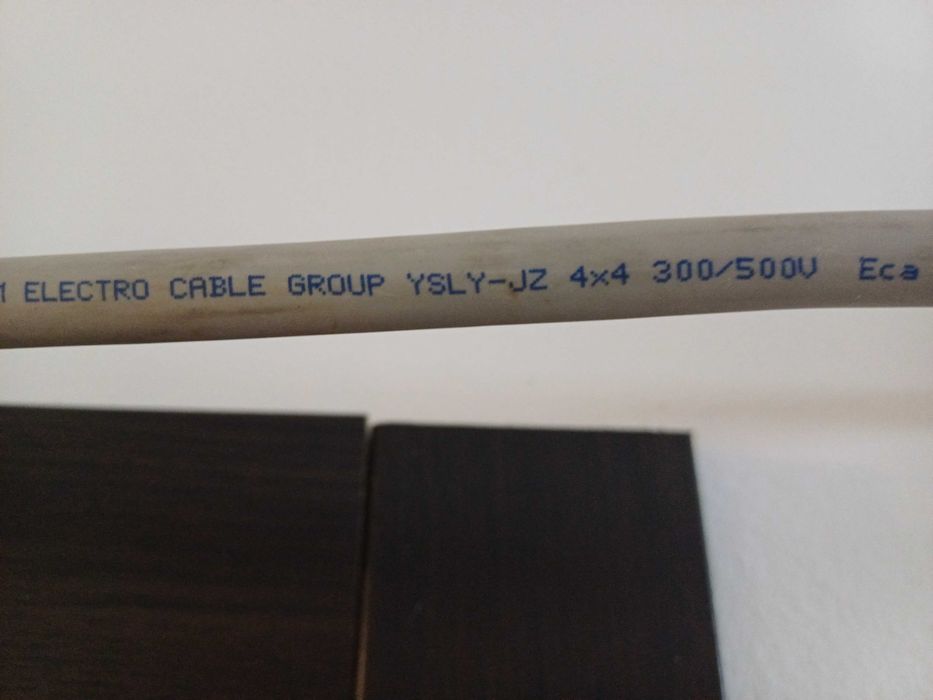 ELECTRO CABLE GROUP YSLY-JZ 4x4 300/500V Eca